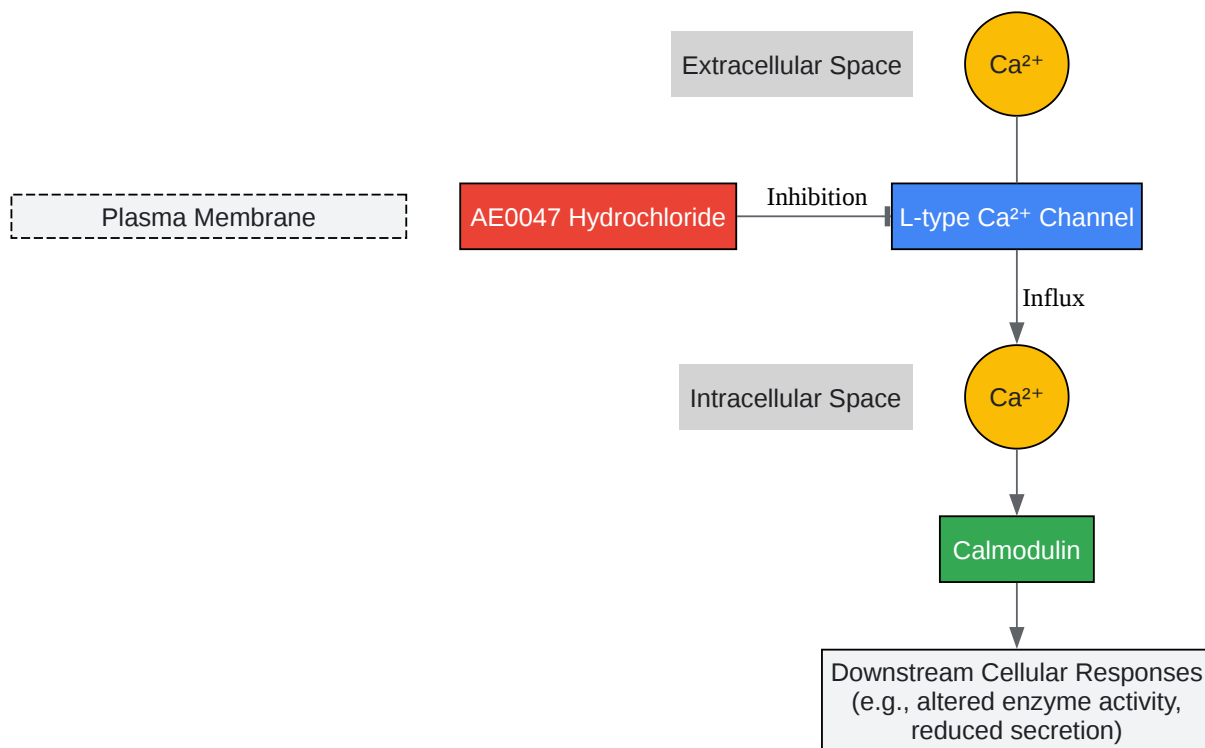 Extracellular Space
Ca²⁺
Plasma Membrane
AE0047 Hydrochloride
Inhibition
L-type Ca²⁺ Channel
Influx
Intracellular Space
Ca²⁺
Calmodulin
Downstream Cellular Responses
(e.g., altered enzyme activity,
reduced secretion)